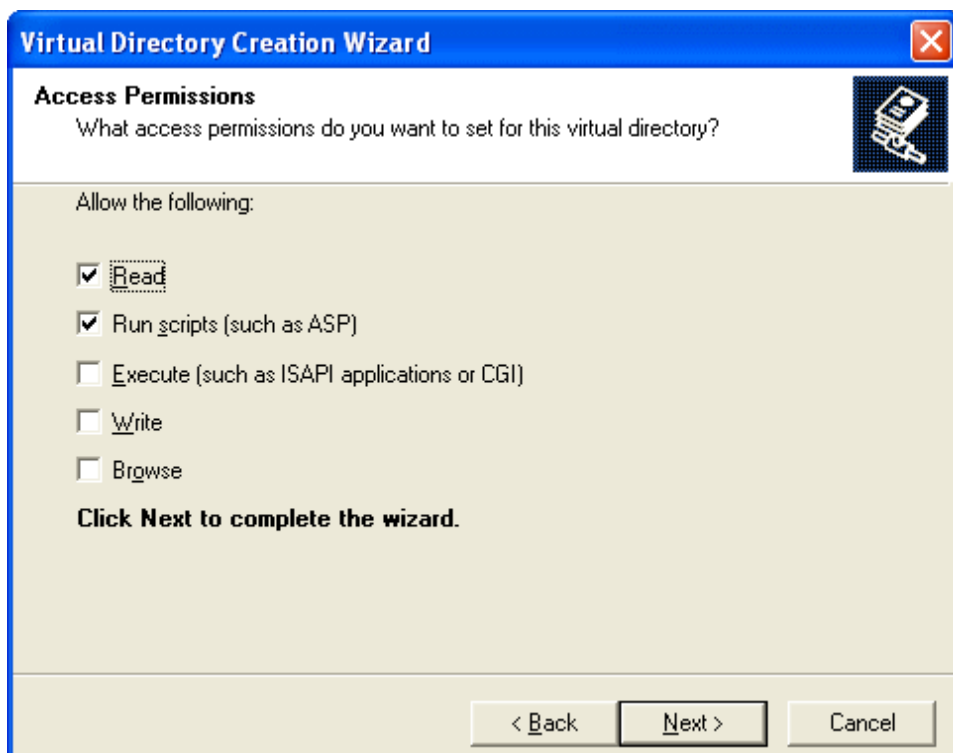 Virtual Directory Creation Wizard
Access Permissions
What access permissions do you want to set for this virtual directory?
Allow the following:
Read
Run scripts (such as ASP)
Execute (such as ISAPI applications or CGI)
Write
Browse
Click Next to complete the wizard.
< Back Next > Cancel